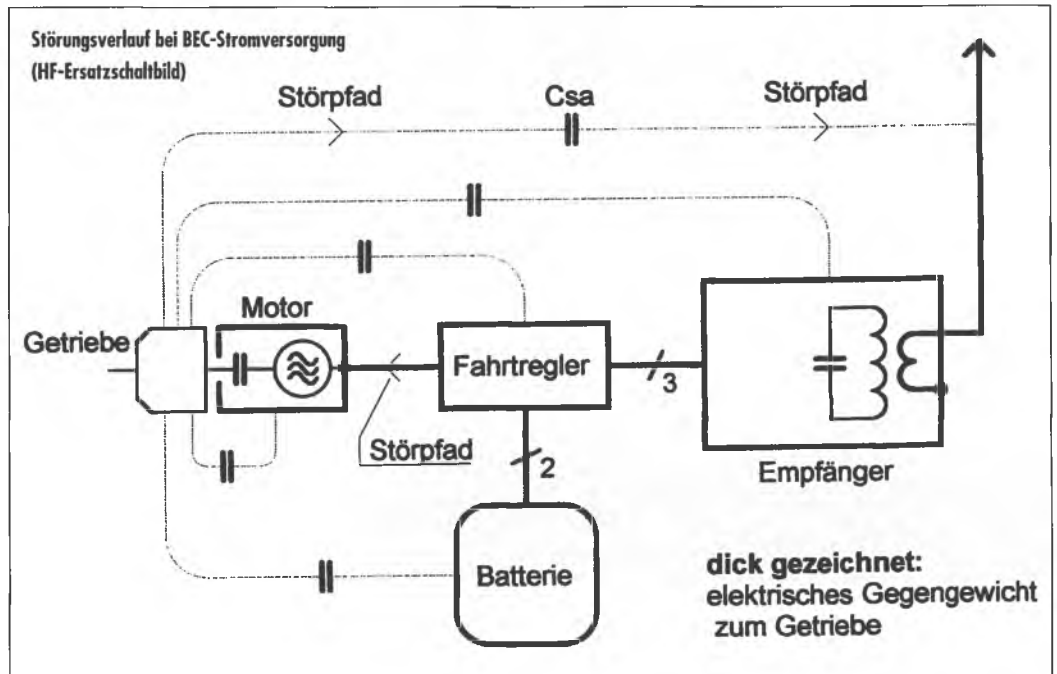 Störungsverlauf bei BEC-Stromversorgung
(HF-Ersatzschaltbild)
Störpfad
Csa
Störpfad
Motor
Getriebe
Fahrtregler
3
Störpfad
2
Empfänger
Batterie
dick gezeichnet:
elektrisches Gegengewicht
zum Getriebe